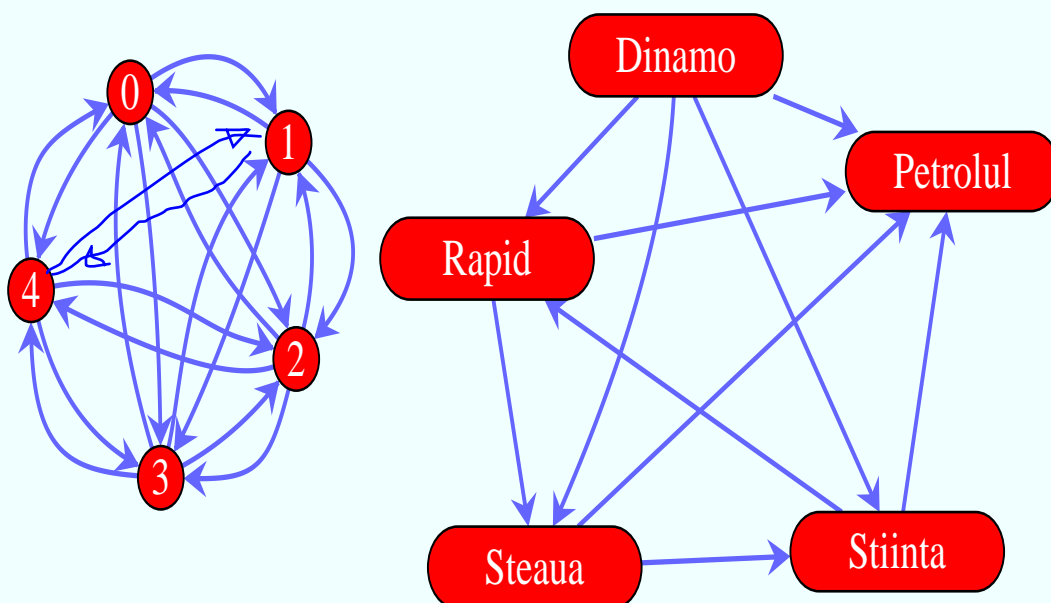 0
1
4
2
3
Dinamo
Petrolul
Rapid
Steaua
Stiinta